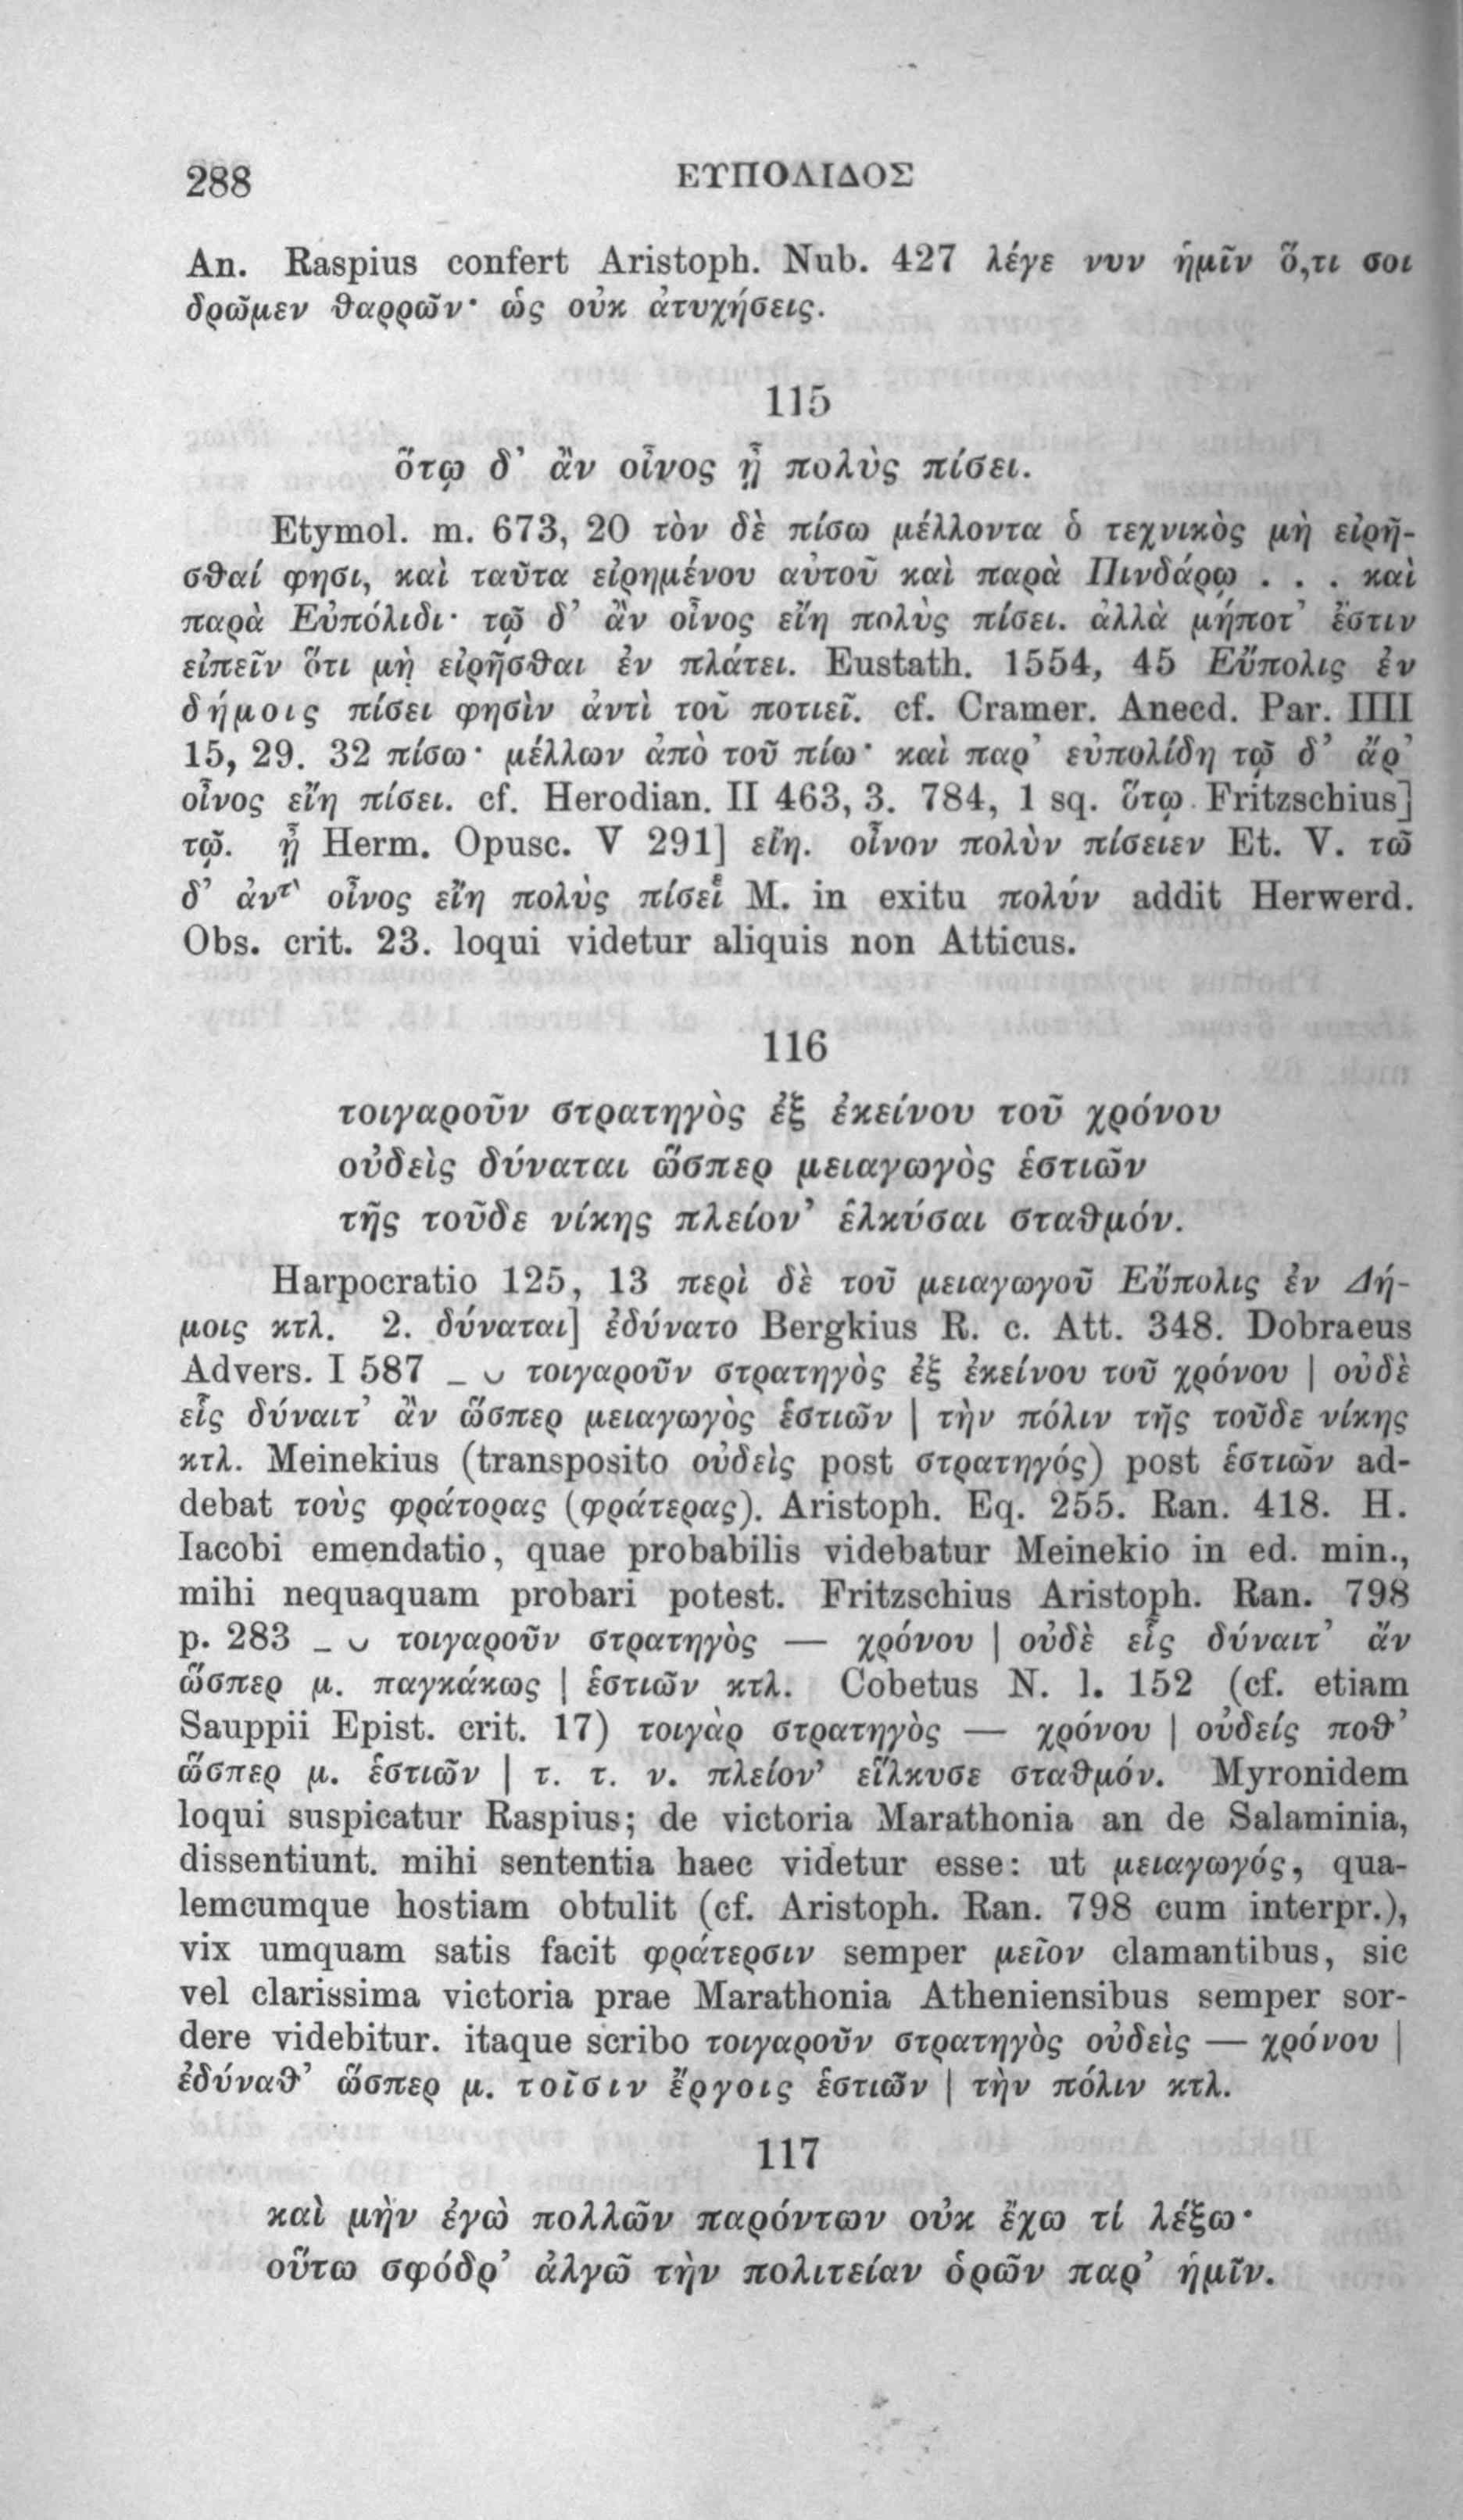 288 ΕΥΠΟΛΙΔΟΣ
An. Raspius confert Aristoph. Nub. 427 λέγε νυν ἡμῖν ὅ,τι σοι
δρῶμεν θαρρῶν· ὡς οὐκ ἀτυχήσεις.
115
ὅτῳ δ' ἂν οἶνος ᾖ πολὺς πίσει.
Etymol. m. 673, 20 τὸν δὲ πίσω μέλλοντα ὁ τεχνικὸς μὴ εἰρῆ-
σθαί φησι, καὶ ταῦτα εἰρημένου αὐτοῦ καὶ παρὰ Πινδάρῳ . . . καὶ
παρὰ Εὐπόλιδι· τῷ δ' ἂν οἶνος εἴη πολὺς πίσει. ἀλλὰ μήποτ' ἔστιν
εἰπεῖν ὅτι μὴ εἰρῆσθαι ἐν πλάτει. Eustath. 1554, 45 Εὔπολις ἐν
δήμοις πίσει φησὶν ἀντὶ τοῦ ποτιεῖ. cf. Cramer. Anecd. Par. IIII
15, 29. 32 πίσω· μέλλων ἀπὸ τοῦ πίω· καὶ παρ' εὐπολίδη τῷ δ' ἄρ'
οἶνος εἴη πίσει. cf. Herodian. II 463, 3. 784, 1 sq. ὅτῳ Fritzschius]
τῷ. ᾖ Herm. Opusc. V 291] εἴη. οἶνον πολὺν πίσειεν Et. V. τῶ
δ' ἀντ` οἶνος εἴη πολὺς πίσεῖ M. in exitu πολύν addit Herwerd.
Obs. crit. 23. loqui videtur aliquis non Atticus.
116
τοιγαροῦν στρατηγὸς ἐξ ἐκείνου τοῦ χρόνου
οὐδεὶς δύναται ὥσπερ μειαγωγὸς ἑστιῶν
τῆς τοῦδε νίκης πλείον' ἑλκύσαι σταθμόν.
Harpocratio 125, 13 περὶ δὲ τοῦ μειαγωγοῦ Εὔπολις ἐν Δή-
μοις κτλ. 2. δύναται] ἐδύνατο Bergkius R. c. Att. 348. Dobraeus
Advers. I 587 _ ᴗ τοιγαροῦν στρατηγὸς ἐξ ἐκείνου τοῦ χρόνου | οὐδὲ
εἷς δύναιτ' ἂν ὥσπερ μειαγωγὸς ἑστιῶν | τὴν πόλιν τῆς τοῦδε νίκης
κτλ. Meinekius (transposito οὐδεὶς post στρατηγός) post ἑστιῶν ad-
debat τοὺς φράτορας (φράτερας). Aristoph. Eq. 255. Ran. 418. H.
Iacobi emendatio, quae probabilis videbatur Meinekio in ed. min.,
mihi nequaquam probari potest. Fritzschius Aristoph. Ran. 798
p. 283 _ ᴗ τοιγαροῦν στρατηγὸς — χρόνου | οὐδὲ εἷς δύναιτ' ἄν
ὥσπερ μ. παγκάκως | ἑστιῶν κτλ. Cobetus N. l. 152 (cf. etiam
Sauppii Epist. crit. 17) τοιγὰρ στρατηγὸς — χρόνου | οὐδείς ποθ'
ὥσπερ μ. ἑστιῶν | τ. τ. ν. πλείον' εἵλκυσε σταθμόν. Myronidem
loqui suspicatur Raspius; de victoria Marathonia an de Salaminia,
dissentiunt. mihi sententia haec videtur esse: ut μειαγωγός, qua-
lemcumque hostiam obtulit (cf. Aristoph. Ran. 798 cum interpr.),
vix umquam satis facit φράτερσιν semper μεῖον clamantibus, sic
vel clarissima victoria prae Marathonia Atheniensibus semper sor-
dere videbitur. itaque scribo τοιγαροῦν στρατηγὸς οὐδεὶς — χρόνου |
ἐδύναθ' ὥσπερ μ. τοῖσιν ἔργοις ἑστιῶν | τὴν πόλιν κτλ.
117
καὶ μὴν ἐγὼ πολλῶν παρόντων οὐκ ἔχω τί λέξω·
οὕτω σφόδρ' ἀλγῶ τὴν πολιτείαν ὁρῶν παρ' ἡμῖν.